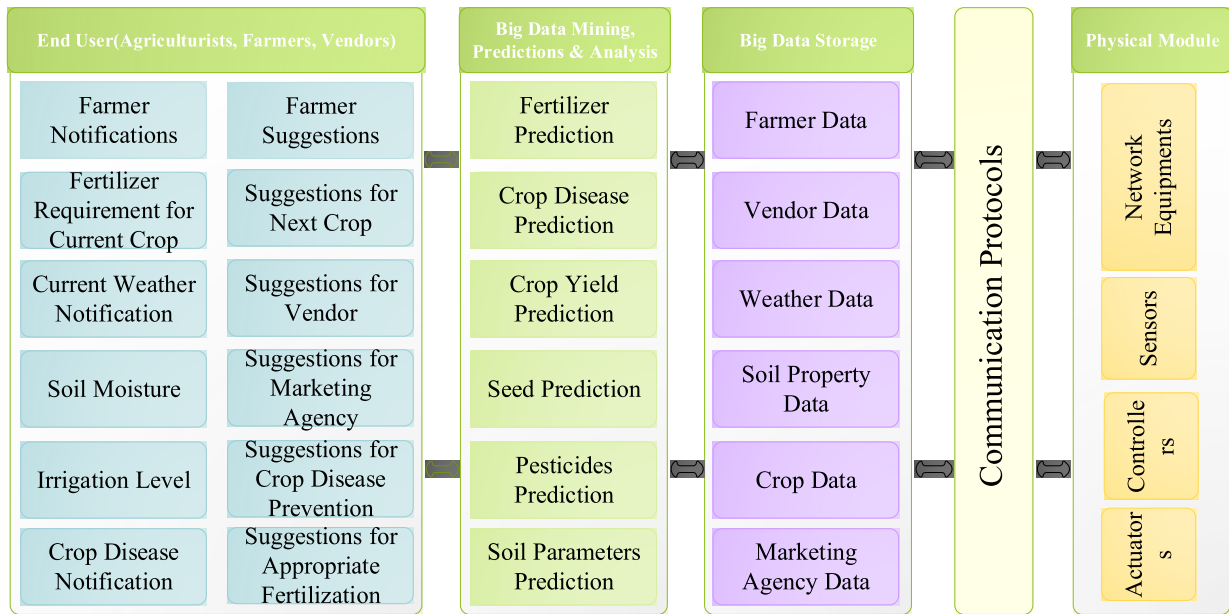 End User(Agriculturists, Farmers, Vendors)
Farmer
Notifications
Farmer
Suggestions
Fertilizer
Requirement for
Current Crop
Suggestions for
Next Crop
Current Weather
Notification
Suggestions for
Vendor
Soil Moisture
Suggestions for
Marketing
Agency
Irrigation Level
Suggestions for
Crop Disease
Prevention
Crop Disease
Notification
Suggestions for
Appropriate
Fertilization
Big Data Mining,
Predictions & Analysis
Fertilizer
Prediction
Crop Disease
Prediction
Crop Yield
Prediction
Seed Prediction
Pesticides
Prediction
Soil Parameters
Prediction
Big Data Storage
Farmer Data
Vendor Data
Weather Data
Soil Property
Data
Crop Data
Marketing
Agency Data
Communication Protocols
Physical Module
Network
Equipments
Sensors
Controlle
rs
Actuator
s